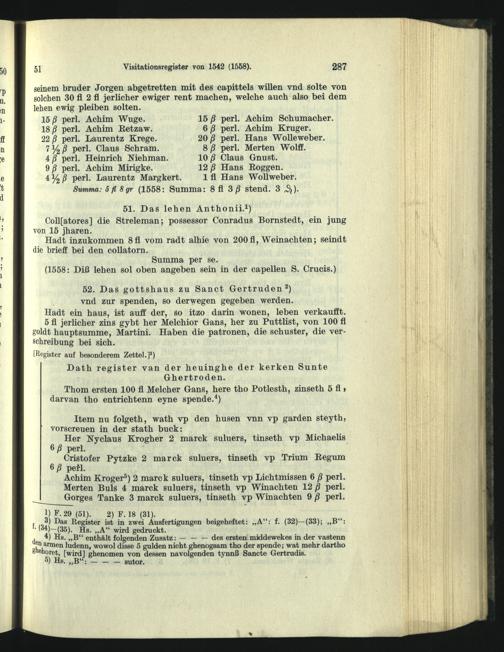 51 Visitationsregister von 1542 (1558). 287
seinem bruder Jorgen abgetretten mit des capittels willen vnd solte von
solchen 30 fl 2 fl jerlicher ewiger rent machen, welche auch also bei dem
lehen ewig pleiben solten.
15 β perl. Achim Wuge. 15 β perl. Achim Schumacher.
18 β perl. Achim Retzaw. 6 β perl. Achim Kruger.
22 β perl. Laurentz Krege. 20 β perl. Hans Wolleweber.
7 ½ β perl. Claus Schram. 8 β perl. Merten Wolff.
4 β perl. Heinrich Niehman. 10 β Claus Gnust.
9 β perl. Achim Mirigke. 12 β Hans Roggen.
4 ½ β perl. Laurentz Margkert. 1 fl Hans Wollweber.
Summa: 5 fl 8 gr (1558: Summa: 8 fl 3 β stend. 3 ₰).
51. Das lehen Anthonii.¹)
Coll[atores] die Streleman; possessor Conradus Bornstedt, ein jung
von 15 jharen.
Hadt inzukommen 8 fl vom radt alhie von 200 fl, Weinachten; seindt
die brieff bei den collatorn.
Summa per se.
(1558: Diß lehen sol oben angeben sein in der capellen S. Crucis.)
52. Das gottshaus zu Sanct Gertruden ²)
vnd zur spenden, so derwegen gegeben werden.
Hadt ein haus, ist auff der, so itzo darin wonen, leben verkaufft.
5 fl jerlicher zins gybt her Melchior Gans, her zu Puttlist, von 100 fl
goldt hauptsumme, Martini. Haben die patronen, die schuster, die ver-
schreibung bei sich.
[Register auf besonderem Zettel.]³)
Dath register van der heuinghe der kerken Sunte
Ghertroden.
Thom ersten 100 fl Melcher Gans, here tho Potlesth, zinseth 5 fl,
darvan tho entrichtenn eyne spende.⁴)
Item nu folgeth, wath vp den husen vnn vp garden steyth,
vorscreuen in der stath buck:
Her Nyclaus Krogher 2 marck suluers, tinseth vp Michaelis
6 β perl.
Cristofer Pytzke 2 marck suluers, tinseth vp Trium Regum
6 β perl.
Achim Kroger⁵) 2 marck suluers, tinseth vp Lichtmissen 6 β perl.
Merten Buls 4 marck suluers, tinseth vp Winachten 12 β perl.
Gorges Tanke 3 marck suluers, tinseth vp Winachten 9 β perl.
1) F. 29 (51). 2) F. 18 (31).
3) Das Register ist in zwei Ausfertigungen beigeheftet: „A“: f. (32)—(33); „B“:
f. (34)—(35). Hs. „A“ wird gedruckt.
4) Hs. „B“ enthält folgenden Zusatz: — — — des ersten middewekes in der vastenn
den armen ludenn, wowol disse 5 gulden nicht ghenogsam tho der spende; wat mehr dartho
ghehoret, [wird] ghenomen von desem navolgenden tynnß Sancte Gertrudis.
5) Hs. „B“: — — — sutor.